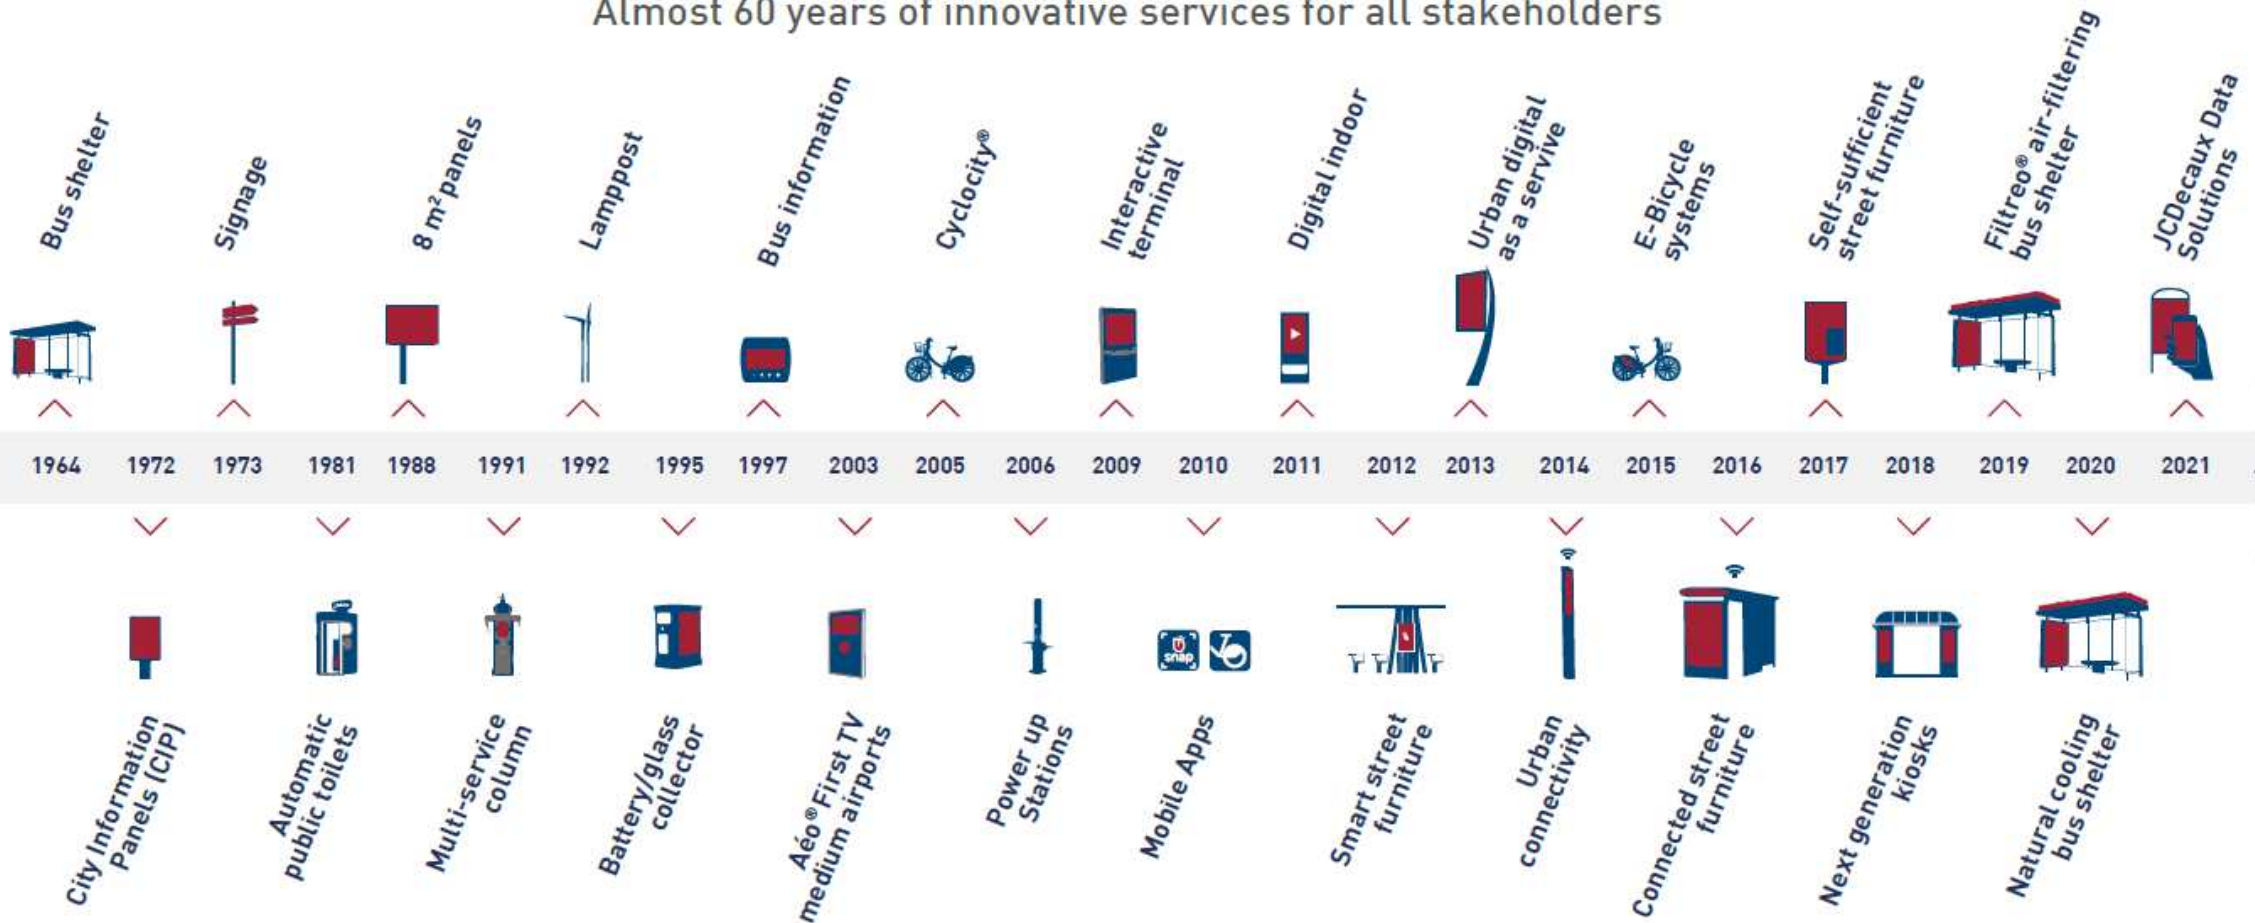 Almost 60 years of innovative services for all stakeholders
Bus shelter
Signage
8 m² panels
Lamppost
Bus information
Cyclocity®
Interactive
terminal
Digital indoor
Urban digital
as a servive
E-Bicycle
systems
Self-sufficient
street furniture
Filtreo® air-filtering
bus shelter
JCDecaux Data
Solutions
1964 1972 1973 1981 1988 1991 1992 1995 1997 2003 2005 2006 2009 2010 2011 2012 2013 2014 2015 2016 2017 2018 2019 2020 2021
snap
City Information
Panels (CIP)
Automatic
public toilets
Multi-service
column
Battery/glass
collector
Aéo® First TV
medium airports
Power up
Stations
Mobile Apps
Smart street
furniture
Urban
connectivity
Connected street
furniture
Next generation
kiosks
Natural cooling
bus shelter